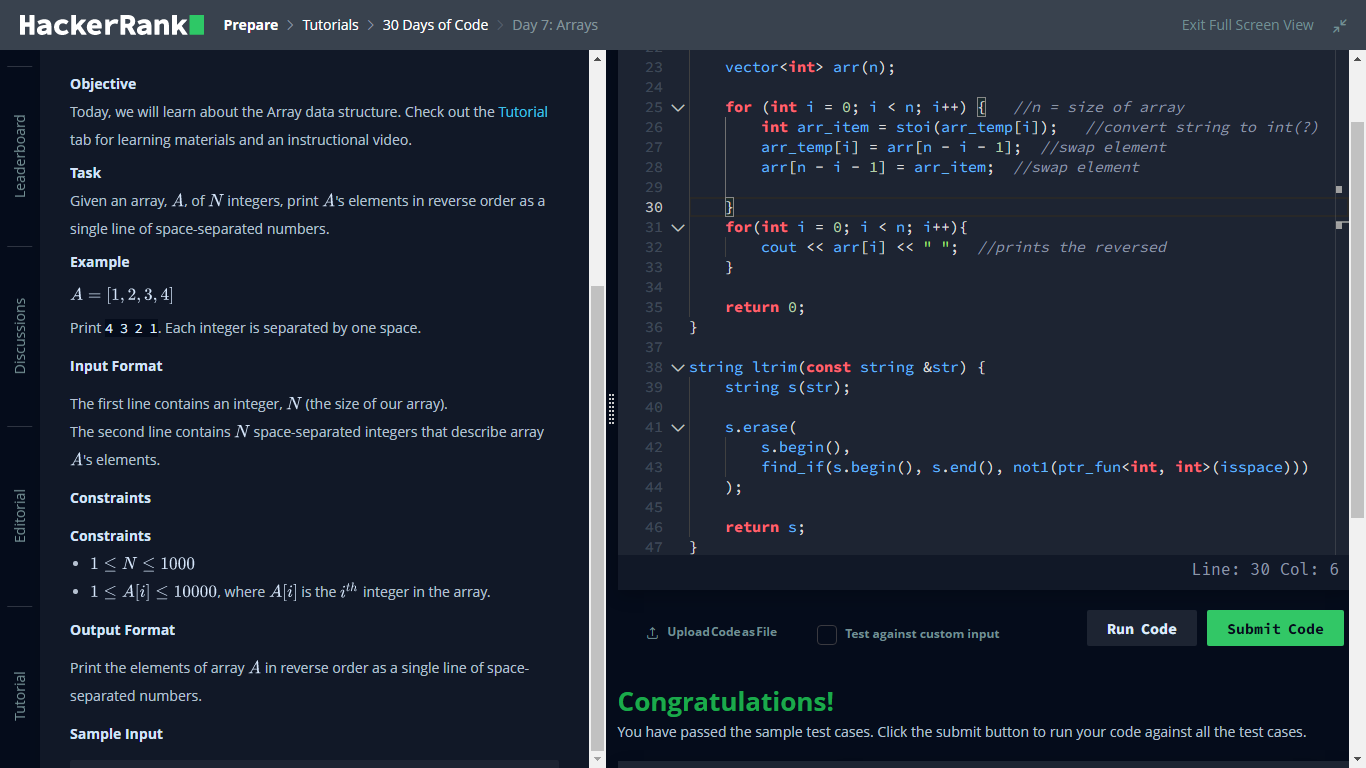 HackerRank Prepare > Tutorials > 30 Days of Code > Day 7: Arrays Exit Full Screen View
Leaderboard
Discussions
Editorial
Tutorial
Objective
Today, we will learn about the Array data structure. Check out the Tutorial
tab for learning materials and an instructional video.
Task
Given an array, A, of N integers, print A's elements in reverse order as a
single line of space-separated numbers.
Example
A = [1, 2, 3, 4]
Print 4 3 2 1. Each integer is separated by one space.
Input Format
The first line contains an integer, N (the size of our array).
The second line contains N space-separated integers that describe array
A's elements.
Constraints
Constraints
• 1 ≤ N ≤ 1000
• 1 ≤ A[i] ≤ 10000, where A[i] is the i^th integer in the array.
Output Format
Print the elements of array A in reverse order as a single line of space-
separated numbers.
Sample Input
22
23 vector<int> arr(n);
24
25 for (int i = 0; i < n; i++) { //n = size of array
26 int arr_item = stoi(arr_temp[i]); //convert string to int(?)
27 arr_temp[i] = arr[n - i - 1]; //swap element
28 arr[n - i - 1] = arr_item; //swap element
29
30 }
31 for(int i = 0; i < n; i++){
32 cout << arr[i] << " "; //prints the reversed
33 }
34
35 return 0;
36 }
37
38 string ltrim(const string &str) {
39 string s(str);
40
41 s.erase(
42 s.begin(),
43 find_if(s.begin(), s.end(), not1(ptr_fun<int, int>(isspace)))
44 );
45
46 return s;
47 }
Line: 30 Col: 6
Upload Code as File
Test against custom input
Run Code
Submit Code
Congratulations!
You have passed the sample test cases. Click the submit button to run your code against all the test cases.